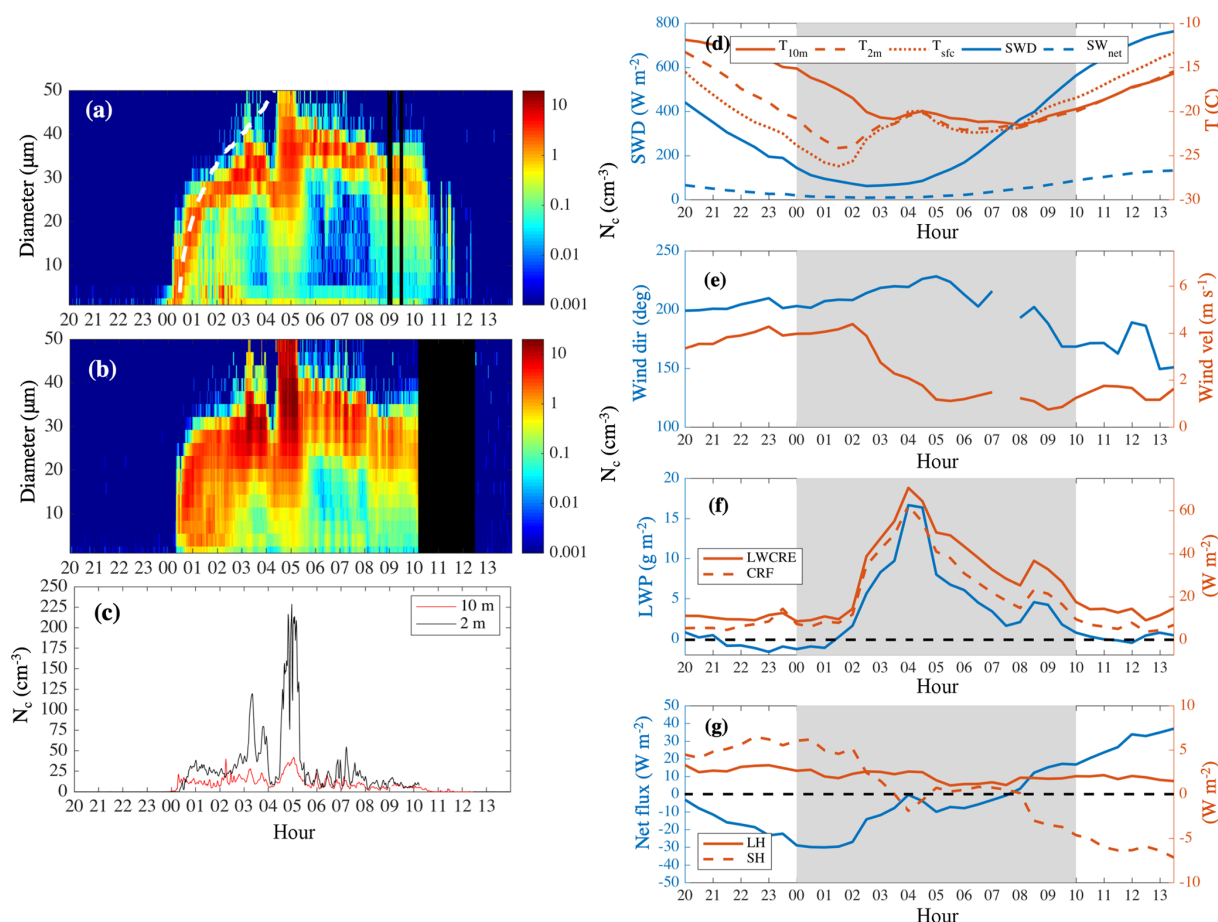 (a)
Diameter (μm)
50
40
30
20
10
20 21 22 23 00 01 02 03 04 05 06 07 08 09 10 11 12 13
10
1
0.1
0.01
0.001
N_c (cm⁻³)
(b)
Diameter (μm)
50
40
30
20
10
20 21 22 23 00 01 02 03 04 05 06 07 08 09 10 11 12 13
10
1
0.1
0.01
0.001
N_c (cm⁻³)
(c)
N_c (cm⁻³)
250
225
200
175
150
125
100
75
50
25
0
10 m
2 m
20 21 22 23 00 01 02 03 04 05 06 07 08 09 10 11 12 13
Hour
(d)
T_10m T_2m T_sfc SWD SW_net
SWD (W m⁻²)
800
600
400
200
0
T (C)
-10
-15
-20
-25
-30
20 21 22 23 00 01 02 03 04 05 06 07 08 09 10 11 12 13
Hour
(e)
Wind dir (deg)
250
200
150
100
Wind vel (m s⁻¹)
6
4
2
0
20 21 22 23 00 01 02 03 04 05 06 07 08 09 10 11 12 13
Hour
(f)
LWCRE
CRF
LWP (g m⁻²)
20
15
10
5
0
(W m⁻²)
60
40
20
0
20 21 22 23 00 01 02 03 04 05 06 07 08 09 10 11 12 13
Hour
(g)
LH
SH
Net flux (W m⁻²)
50
40
30
20
10
0
-10
-20
-30
-40
-50
(W m⁻²)
10
5
0
-5
-10
20 21 22 23 00 01 02 03 04 05 06 07 08 09 10 11 12 13
Hour